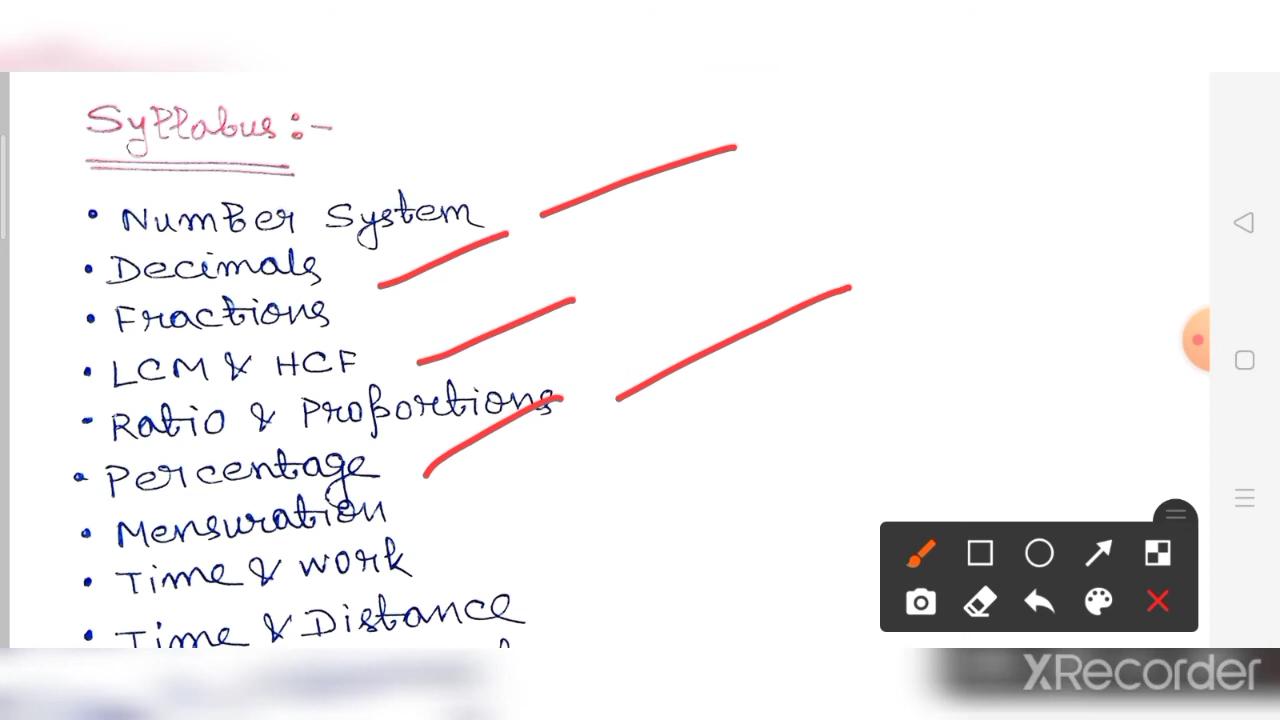 Syllabus:-
• Number System
• Decimals
• Fractions
• LCM & HCF
• Ratio & Proportions
• Percentage
• Mensuration
• Time & work
• Time & Distance
XRecorder